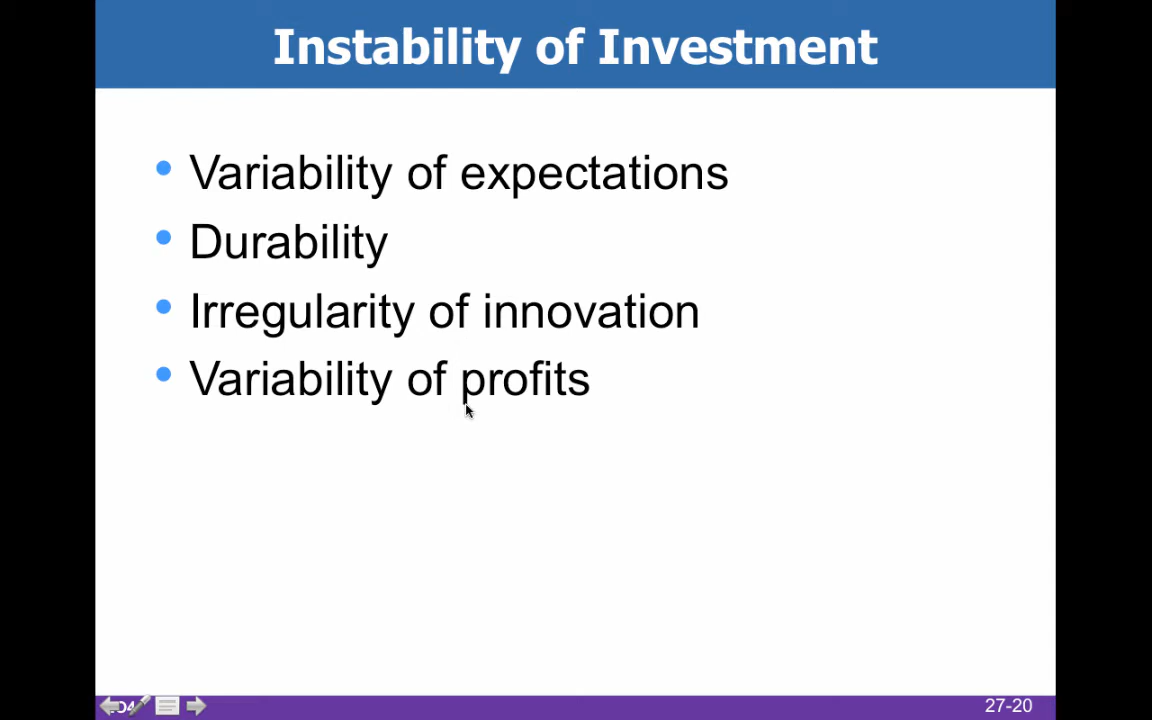 Instability of Investment
• Variability of expectations
• Durability
• Irregularity of innovation
• Variability of profits
27-20